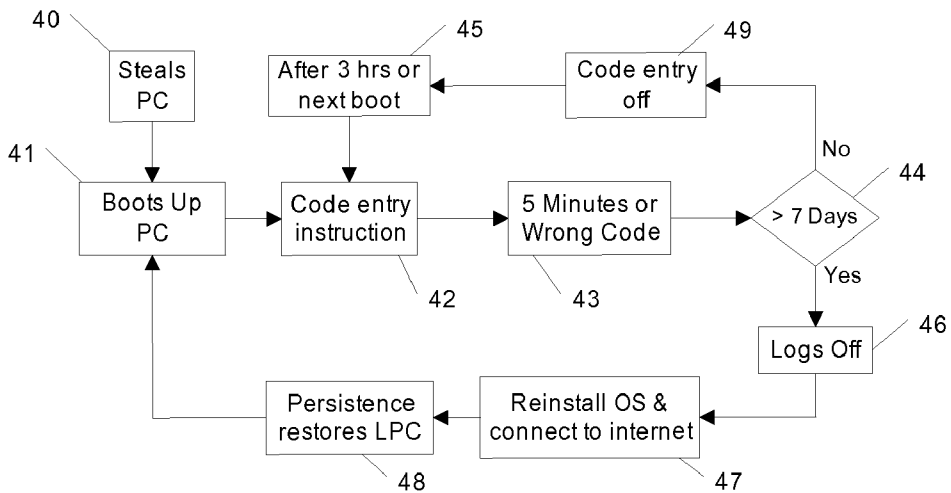 40
Steals
PC
45
After 3 hrs or
next boot
49
Code entry
off
No
41
Boots Up
PC
Code entry
instruction
42
5 Minutes or
Wrong Code
43
> 7 Days
44
Yes
46
Logs Off
Reinstall OS &
connect to internet
47
Persistence
restores LPC
48